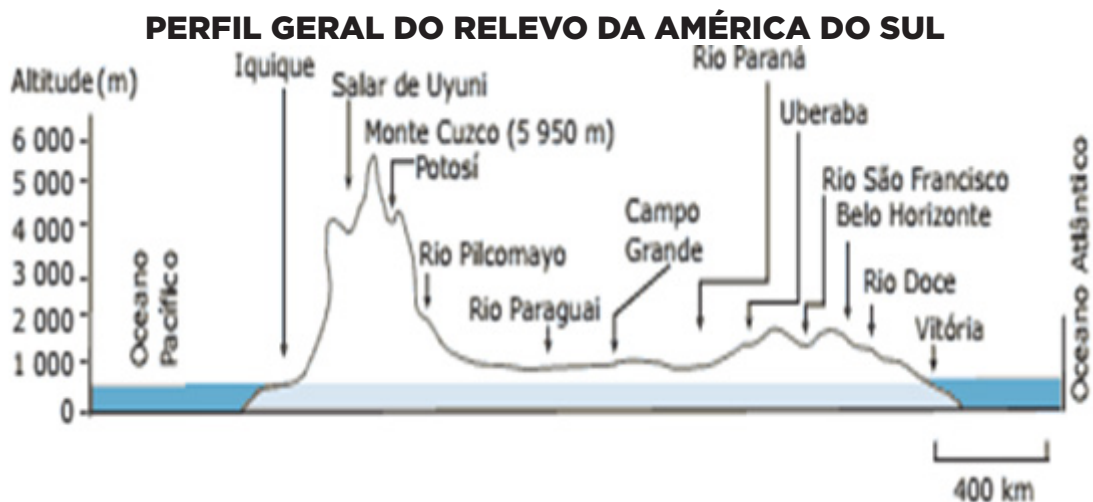 PERFIL GERAL DO RELEVO DA AMÉRICA DO SUL
Altitude (m)
6 000
5 000
4 000
3 000
2 000
1 000
0
Oceano
Pacífico
Iquique
Salar de Uyuni
Monte Cuzco (5 950 m)
Potosí
Rio Pilcomayo
Rio Paraguai
Campo
Grande
Rio Paraná
Uberaba
Rio São Francisco
Belo Horizonte
Rio Doce
Vitória
Oceano Atlântico
400 km